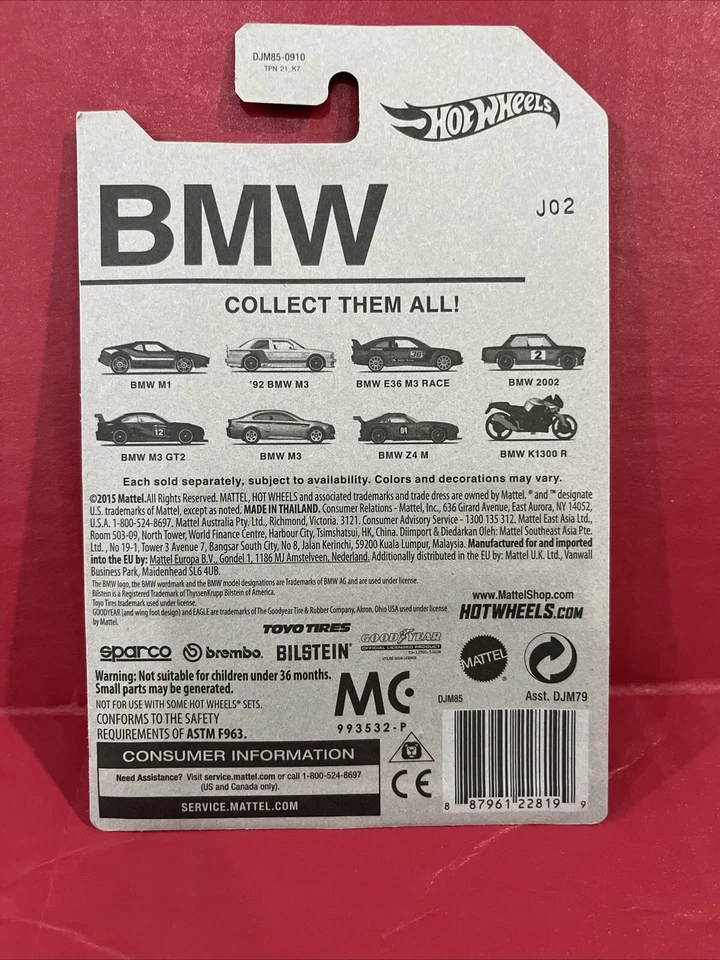 DJM85-0910
TPN 21_K7
HOT WHEELS
BMW
J02
COLLECT THEM ALL!
BMW M1
'92 BMW M3
36
BMW E36 M3 RACE
2
BMW 2002
12
BMW M3 GT2
BMW M3
04
BMW Z4 M
BMW K1300 R
Each sold separately, subject to availability. Colors and decorations may vary.
©2015 Mattel.All Rights Reserved. MATTEL, HOT WHEELS and associated trademarks and trade dress are owned by Mattel. ® and ™ designate
U.S. trademarks of Mattel, except as noted. MADE IN THAILAND. Consumer Relations - Mattel, Inc., 636 Girard Avenue, East Aurora, NY 14052,
U.S.A. 1-800-524-8697. Mattel Australia Pty. Ltd., Richmond, Victoria. 3121. Consumer Advisory Service - 1300 135 312. Mattel East Asia Ltd.,
Room 503-09, North Tower, World Finance Centre, Harbour City, Tsimshatsui, HK, China. Diimport & Diedarkan Oleh: Mattel Southeast Asia Pte.
Ltd. , No 19-1, Tower 3 Avenue 7, Bangsar South City, No 8, Jalan Kerinchi, 59200 Kuala Lumpur, Malaysia. Manufactured for and imported
into the EU by: Mattel Europa B.V., Gondel 1, 1186 MJ Amstelveen, Nederland. Additionally distributed in the EU by: Mattel U.K. Ltd., Vanwall
Business Park, Maidenhead SL6 4UB.
The BMW logo, the BMW wordmark and the BMW model designations are Trademarks of BMW AG and are used under license.
Bilstein is a Registered Trademark of ThyssenKrupp Bilstein of America.
Toyo Tires trademark used under license.
GOODYEAR (and wing foot design) and EAGLE are trademarks of The Goodyear Tire & Rubber Company, Akron, Ohio USA used under license
by Mattel.
www.MattelShop.com
HOTWHEELS.COM
TOYO TIRES
GOODYEAR
OFFICIAL LICENSED PRODUCT
sparco
brembo.
BILSTEIN®
MATTEL
Warning: Not suitable for children under 36 months.
Small parts may be generated.
NOT FOR USE WITH SOME HOT WHEELS® SETS.
CONFORMS TO THE SAFETY
REQUIREMENTS OF ASTM F963.
MC
993532-P
DJM85
Asst. DJM79
CONSUMER INFORMATION
Need Assistance? Visit service.mattel.com or call 1-800-524-8697
(US and Canada only).
SERVICE.MATTEL.COM
CE
8 87961 22819 9